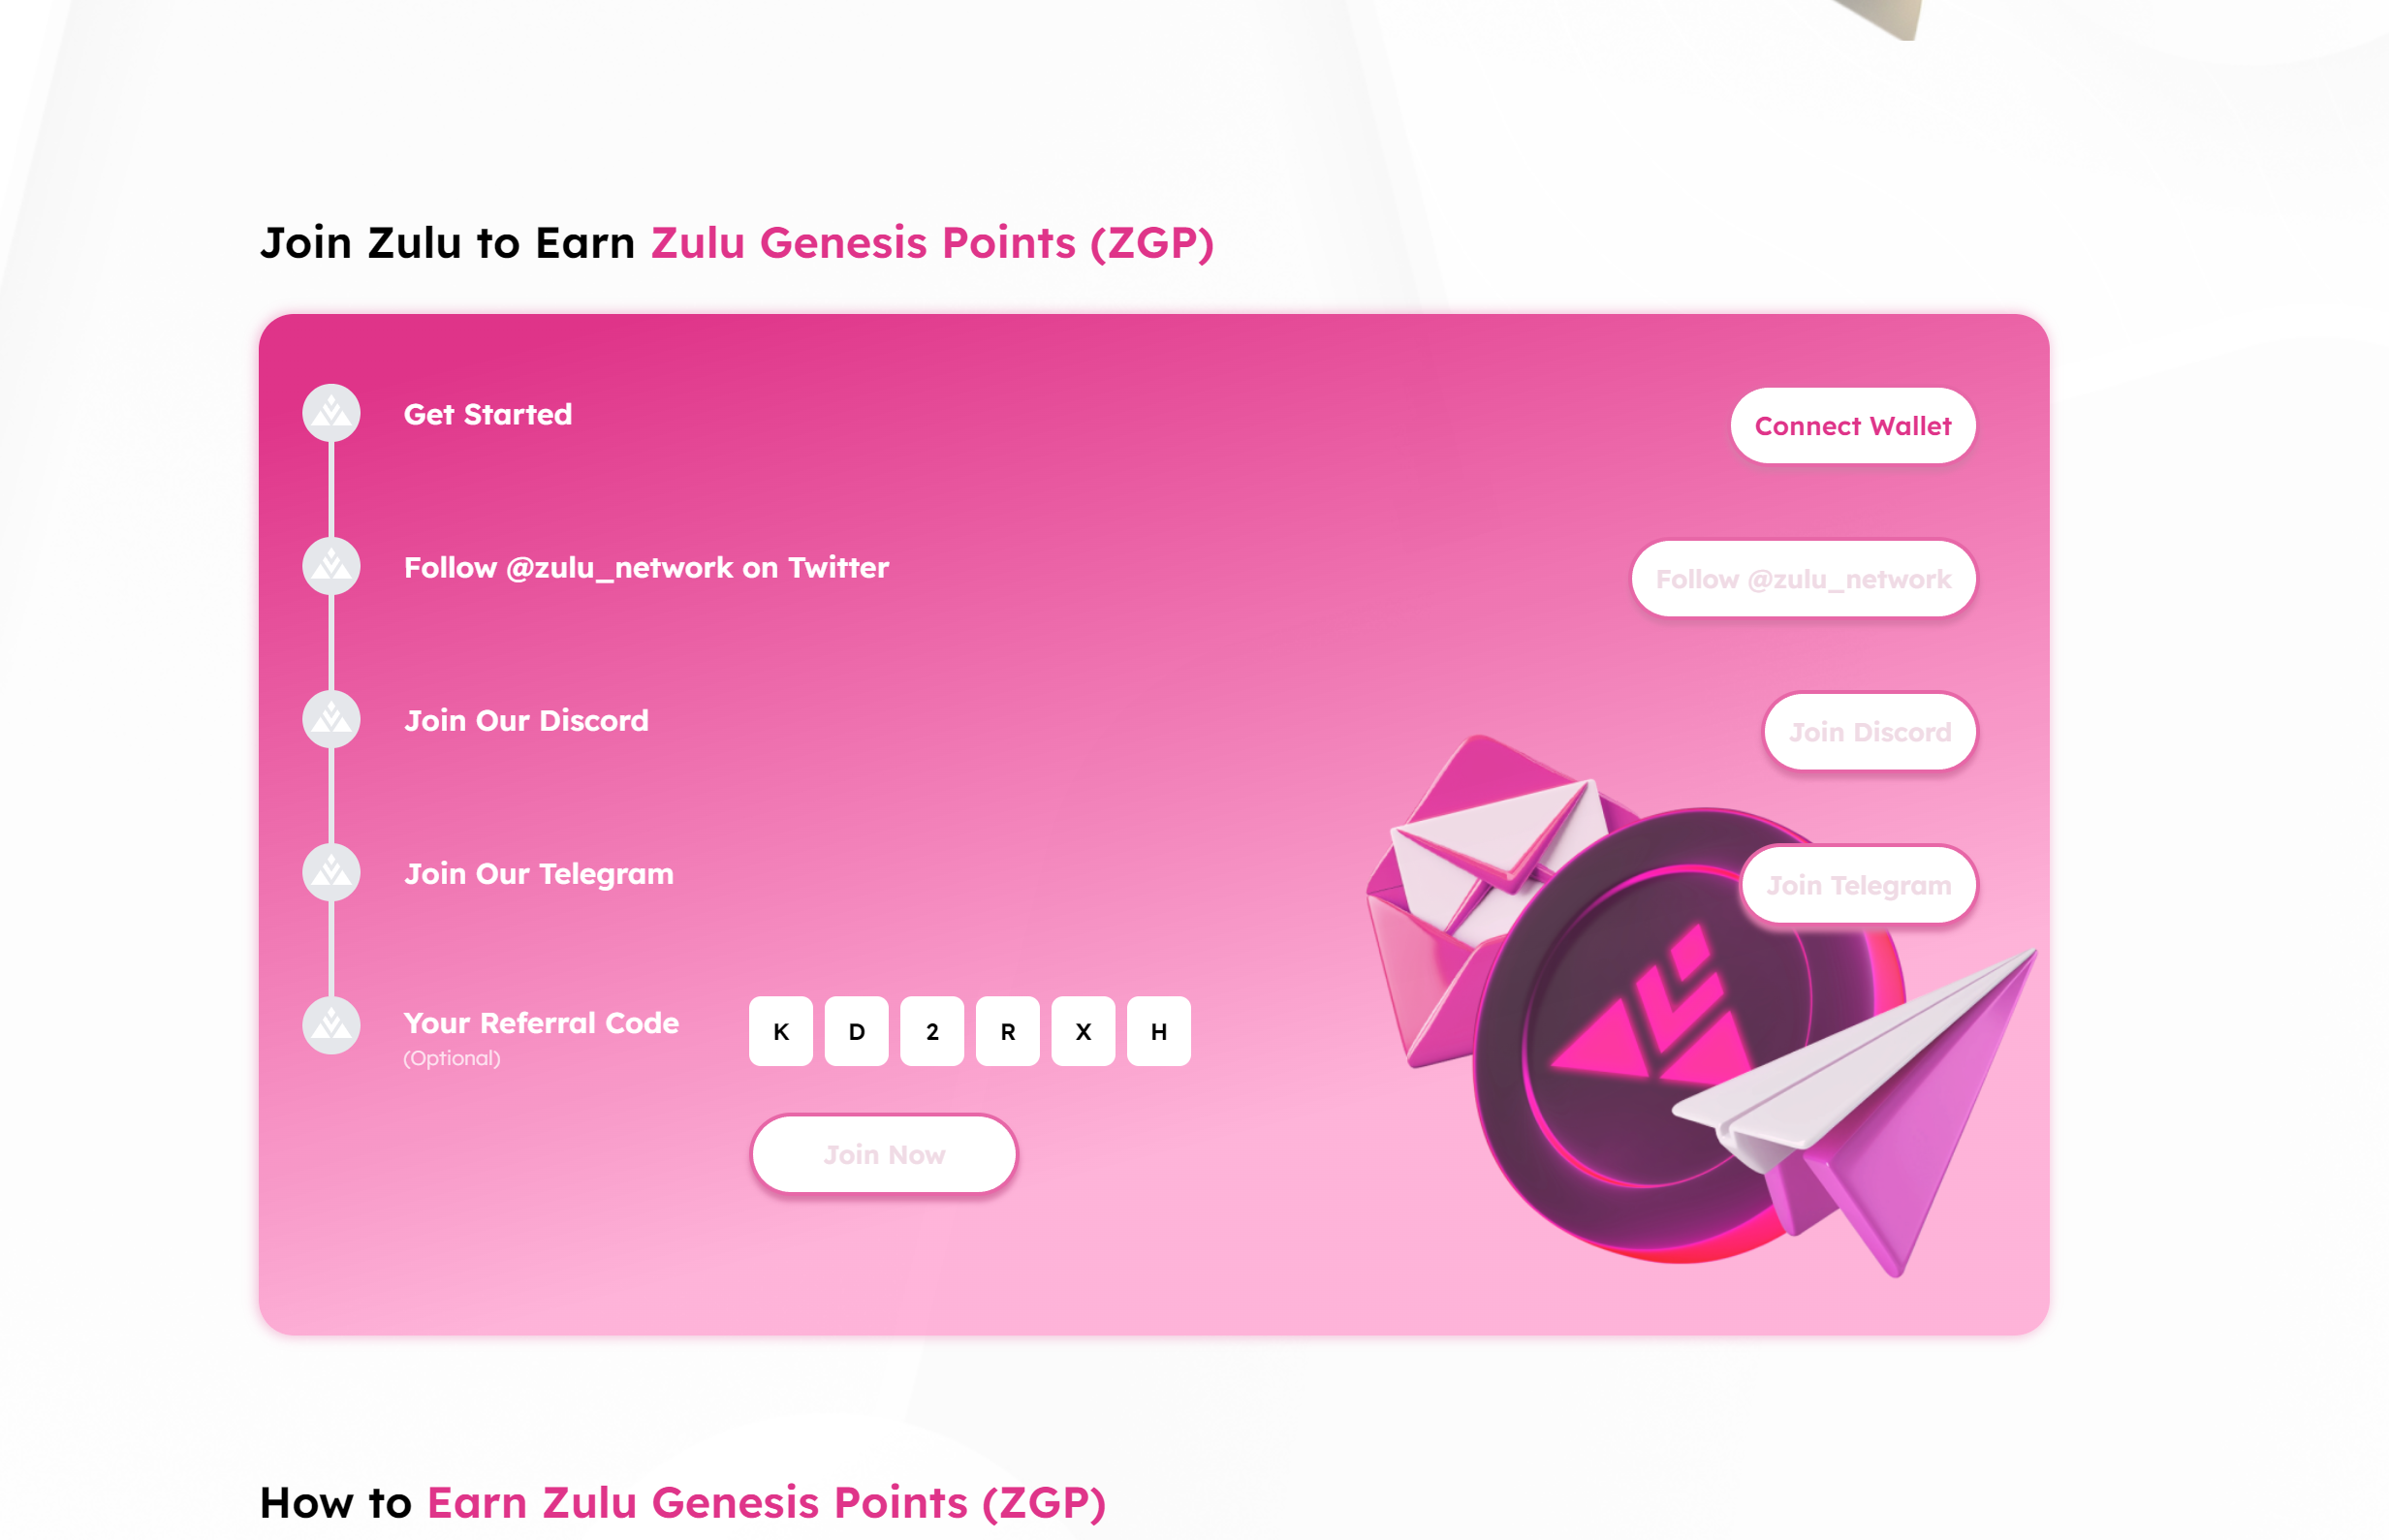 Join Zulu to Earn Zulu Genesis Points (ZGP)
Get Started
Connect Wallet
Follow @zulu_network on Twitter
Follow @zulu_network
Join Our Discord
Join Discord
Join Our Telegram
Join Telegram
Your Referral Code
(Optional)
K D 2 R X H
Join Now
How to Earn Zulu Genesis Points (ZGP)